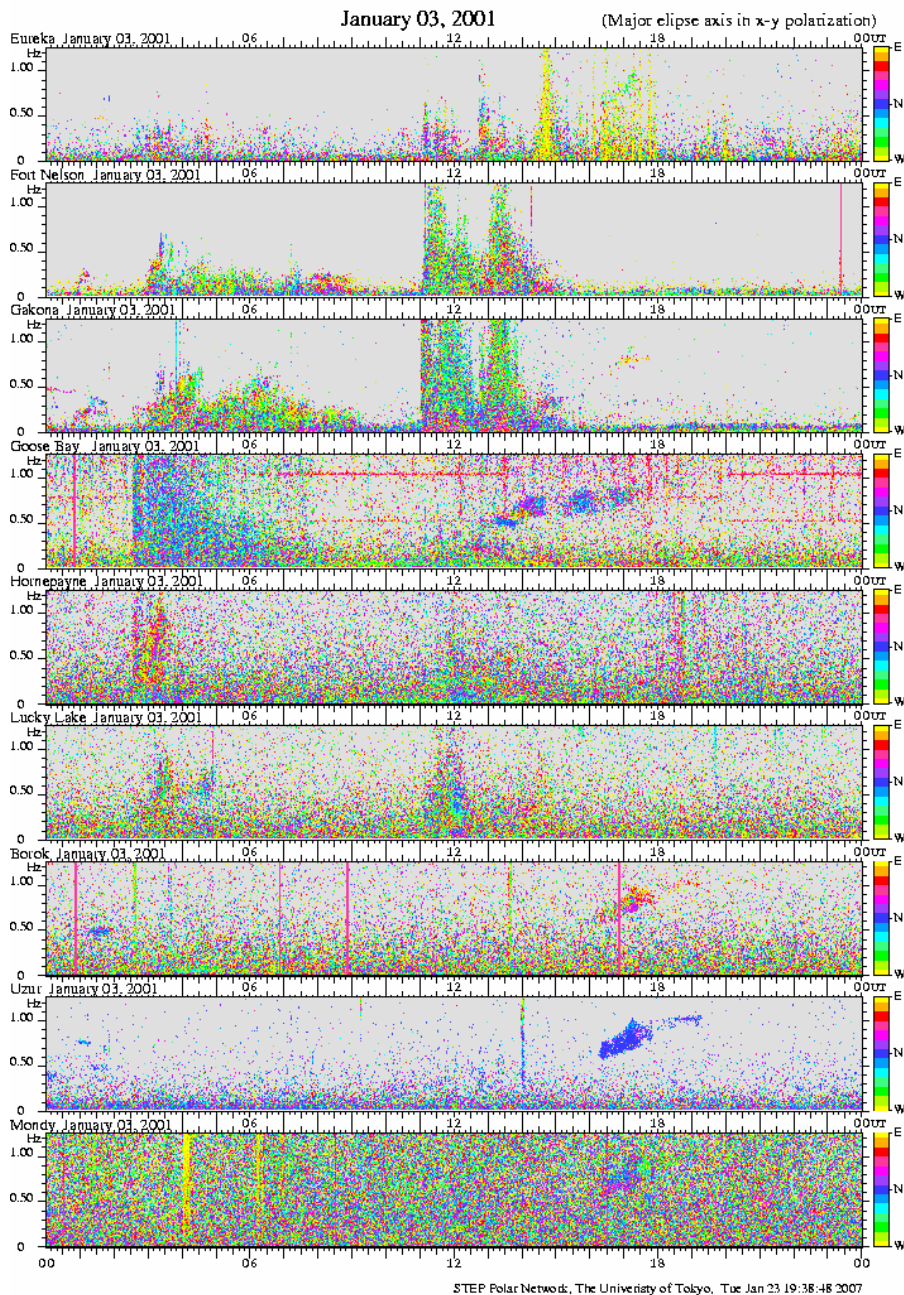 January 03, 2001 (Major elipse axis in x-y polarization)
Eureka January 03, 2001 06 12 18 00UT
Hz
1.00
0.50
0
E
N
W
Fort Nelson January 03, 2001 06 12 18 00UT
Hz
1.00
0.50
0
E
N
W
Gakona January 03, 2001 06 12 18 00UT
Hz
1.00
0.50
0
E
N
W
Goose Bay January 03, 2001 06 12 18 00UT
Hz
1.00
0.50
0
E
N
W
Hornepayne January 03, 2001 06 12 18 00UT
Hz
1.00
0.50
0
E
N
W
Lucky Lake January 03, 2001 06 12 18 00UT
Hz
1.00
0.50
0
E
N
W
Borok January 03, 2001 06 12 18 00UT
Hz
1.00
0.50
0
E
N
W
Uzur January 03, 2001 06 12 18 00UT
Hz
1.00
0.50
0
E
N
W
Mondy January 03, 2001 06 12 18 00UT
Hz
1.00
0.50
0
E
N
W
00 06 12 18 00
STEP Polar Network, The Univeristy of Tokyo, Tue Jan 23 19:38:48 2007